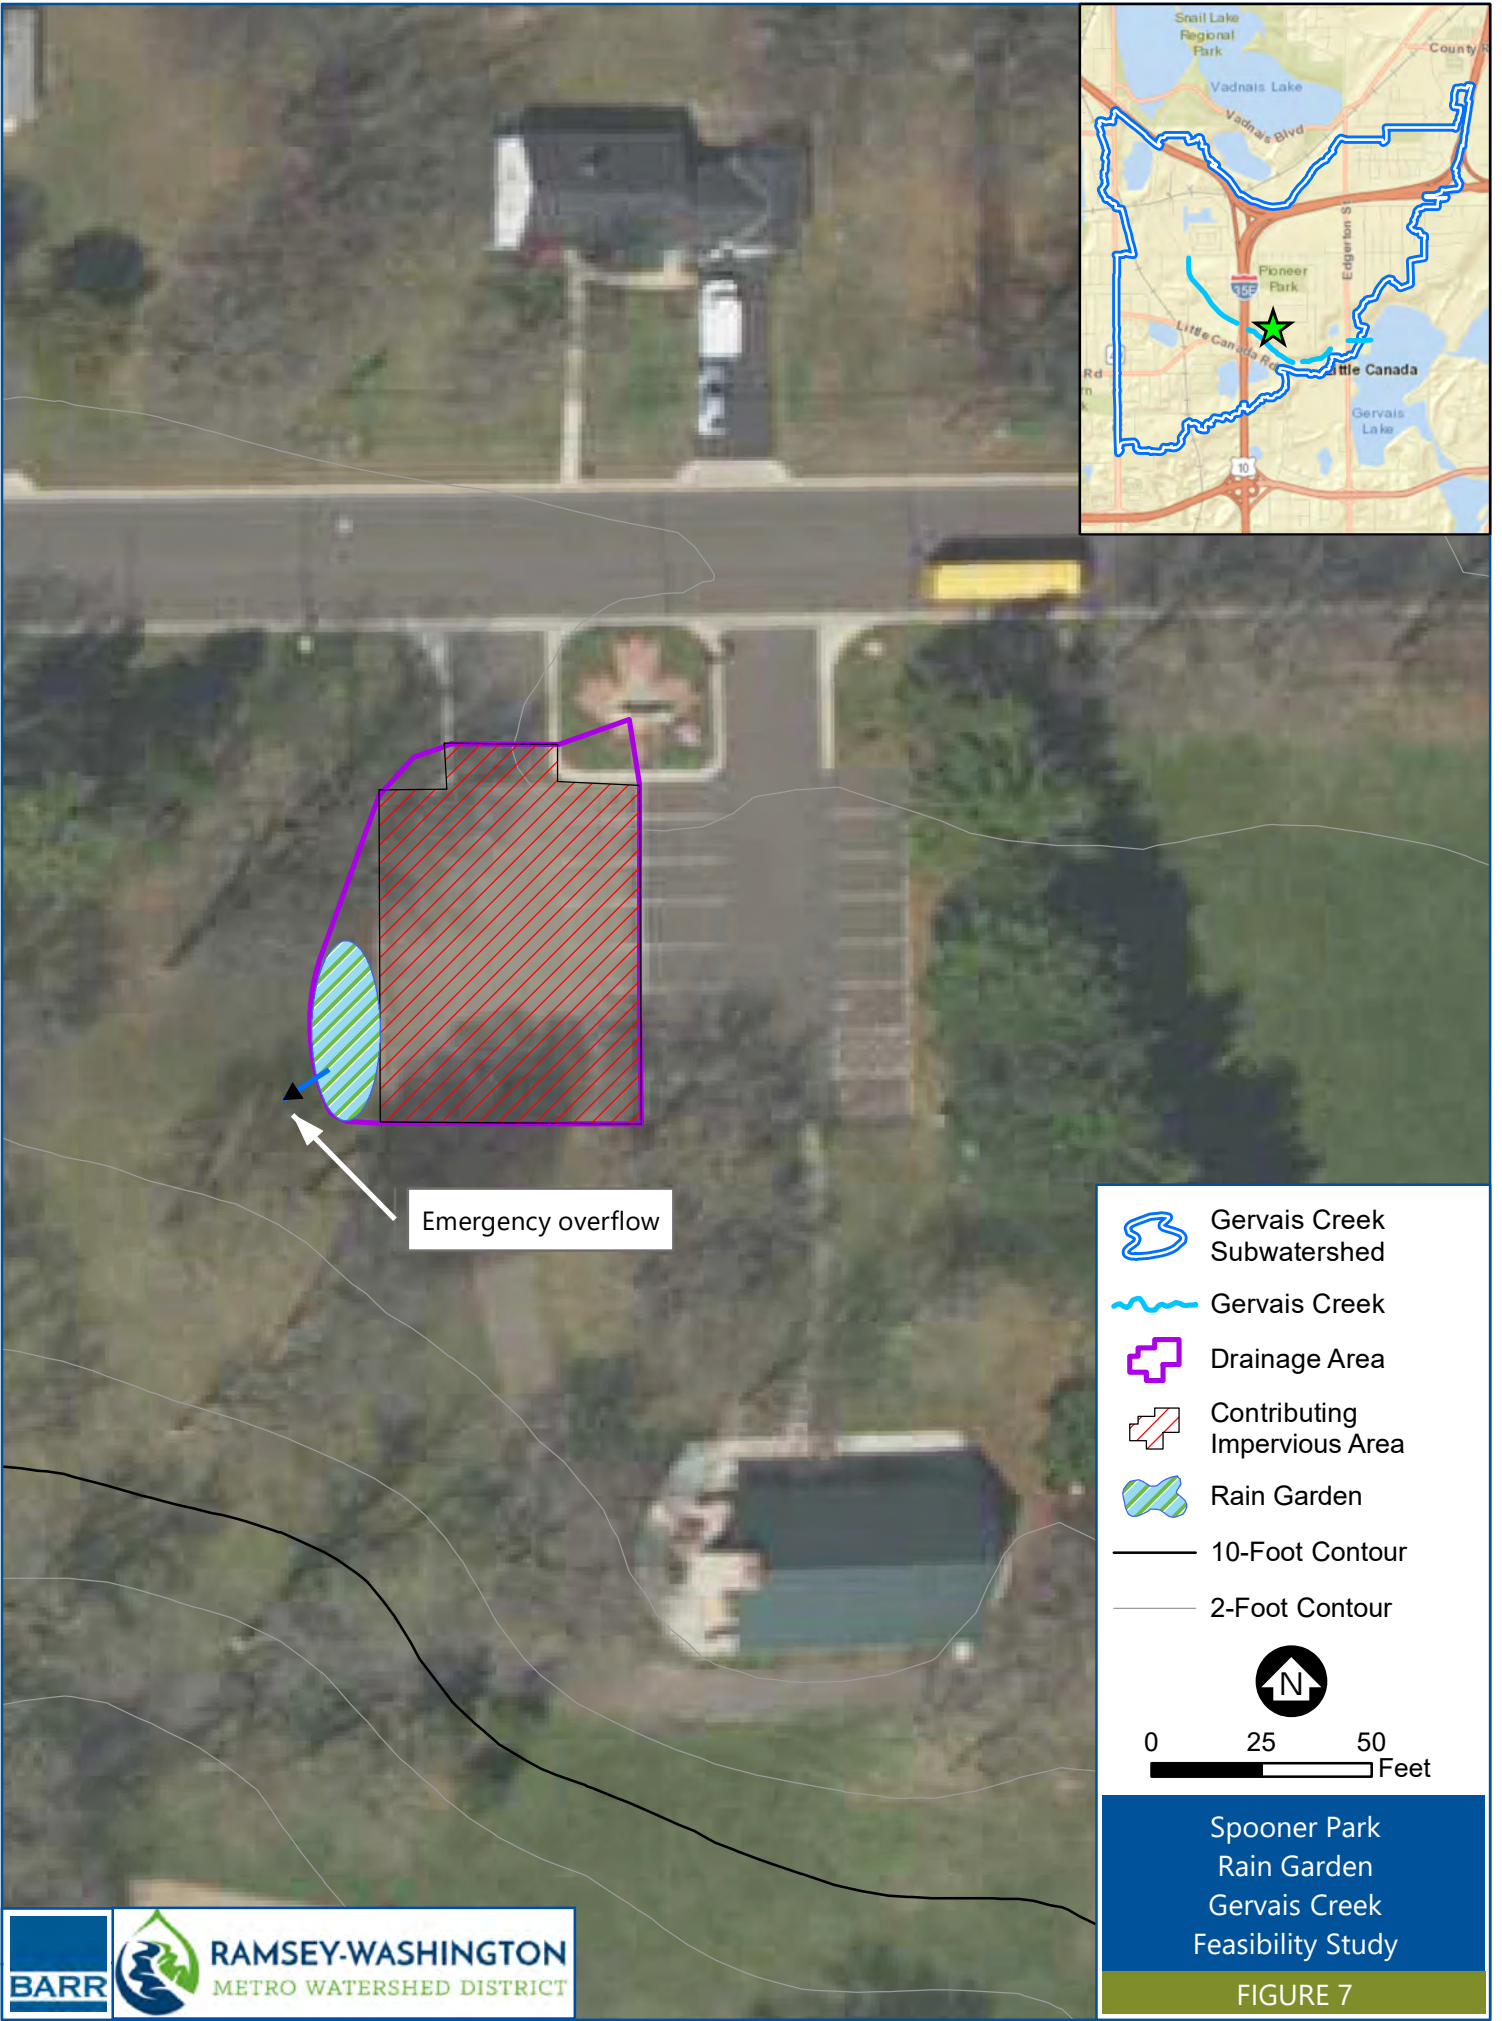 Snail Lake
Regional
Park
County R
Vadnais Lake
Vadnais Blvd
Edgerton St
Pioneer
Park
35E
Little Canada Rd
Rd
ttle Canada
Gervais
Lake
10
Emergency overflow
Gervais Creek
Subwatershed
Gervais Creek
Drainage Area
Contributing
Impervious Area
Rain Garden
10-Foot Contour
2-Foot Contour
N
0 25 50
Feet
Spooner Park
Rain Garden
Gervais Creek
Feasibility Study
FIGURE 7
BARR
RAMSEY-WASHINGTON
METRO WATERSHED DISTRICT